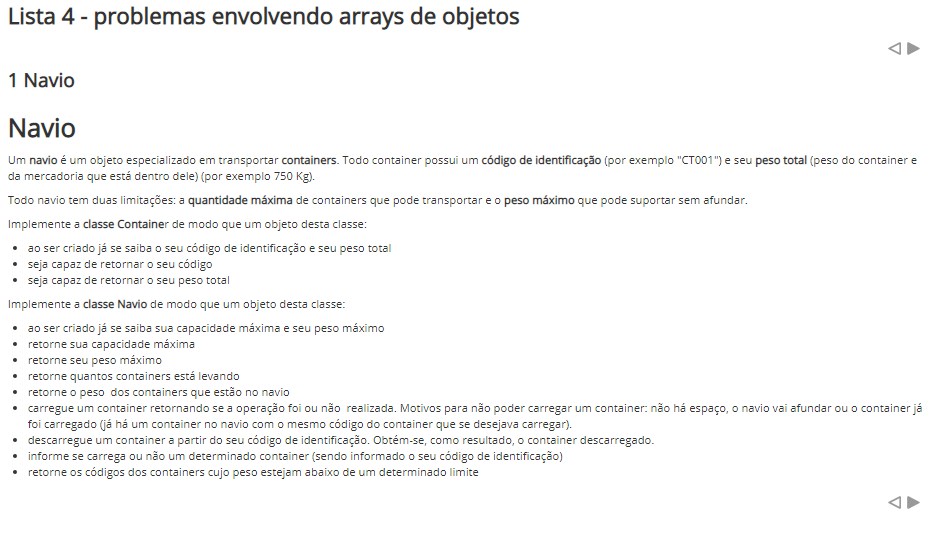 Lista 4 - problemas envolvendo arrays de objetos
1 Navio
Navio
Um navio é um objeto especializado em transportar containers. Todo container possui um código de identificação (por exemplo "CT001") e seu peso total (peso do container e
da mercadoria que está dentro dele) (por exemplo 750 Kg).
Todo navio tem duas limitações: a quantidade máxima de containers que pode transportar e o peso máximo que pode suportar sem afundar.
Implemente a classe Container de modo que um objeto desta classe:
• ao ser criado já se saiba o seu código de identificação e seu peso total
• seja capaz de retornar o seu código
• seja capaz de retornar o seu peso total
Implemente a classe Navio de modo que um objeto desta classe:
• ao ser criado já se saiba sua capacidade máxima e seu peso máximo
• retorne sua capacidade máxima
• retorne seu peso máximo
• retorne quantos containers está levando
• retorne o peso dos containers que estão no navio
• carregue um container retornando se a operação foi ou não realizada. Motivos para não poder carregar um container: não há espaço, o navio vai afundar ou o container já
foi carregado (já há um container no navio com o mesmo código do container que se desejava carregar).
• descarregue um container a partir do seu código de identificação. Obtém-se, como resultado, o container descarregado.
• informe se carrega ou não um determinado container (sendo informado o seu código de identificação)
• retorne os códigos dos containers cujo peso estejam abaixo de um determinado limite